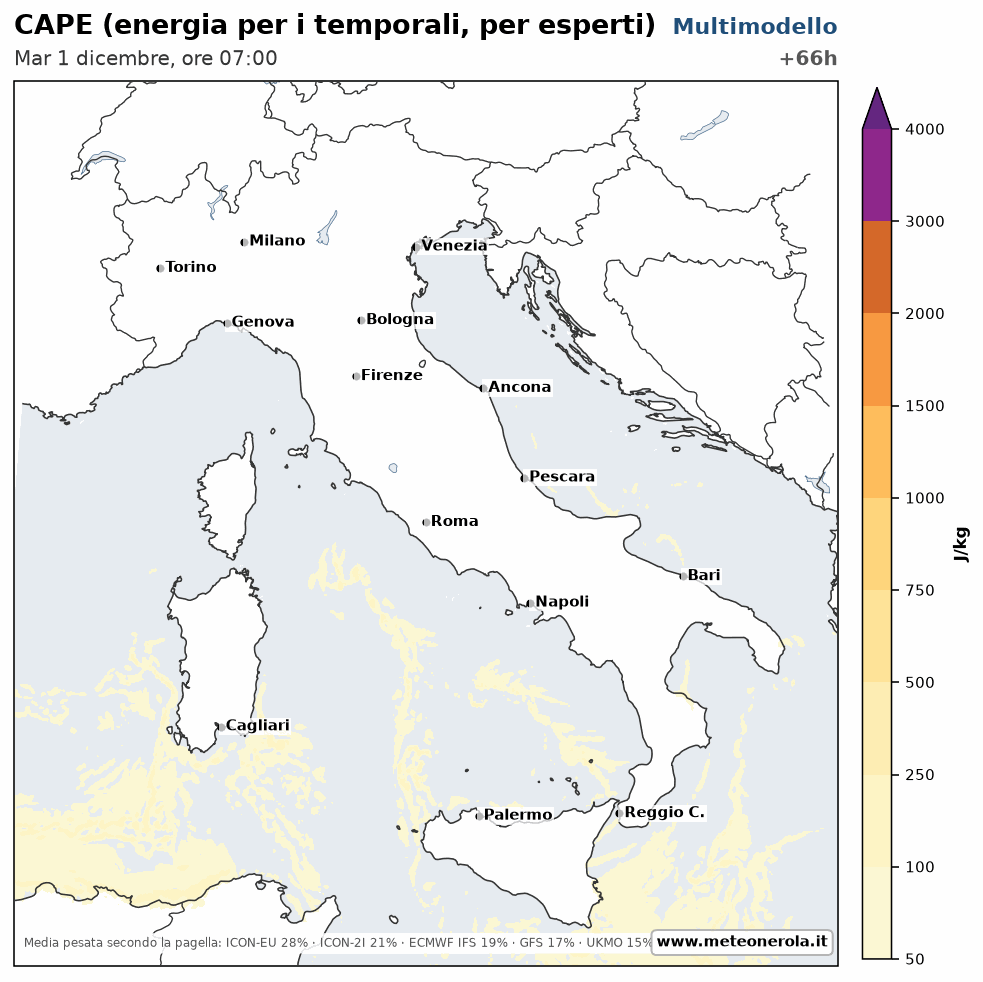 CAPE (energia per i temporali, per esperti)
Multimodello
Mar 1 dicembre, ore 07:00
+66h
4000
3000
2000
1500
1000
750
500
250
100
50
J/kg
Milano
Venezia
Torino
Genova
Bologna
Firenze
Ancona
Pescara
Roma
Bari
Napoli
Cagliari
Palermo
Reggio C.
Media pesata secondo la pagella: ICON-EU 28% · ICON-2I 21% · ECMWF IFS 19% · GFS 17% · UKMO 15%
www.meteonerola.it